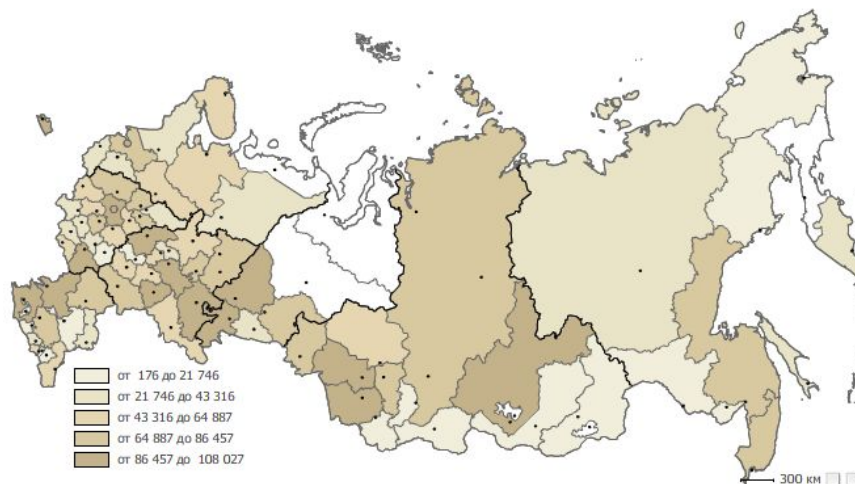 от 176 до 21 746
от 21 746 до 43 316
от 43 316 до 64 887
от 64 887 до 86 457
от 86 457 до 108 027
300 км